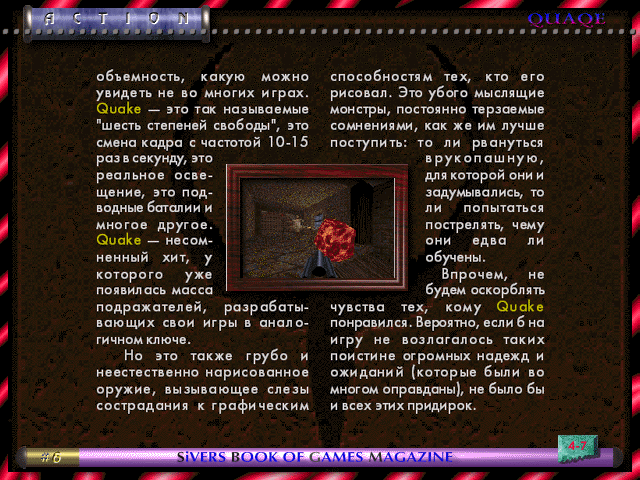 ACTION
QUAQE
объемность, какую можно
увидеть не во многих играх.
Quake — это так называемые
"шесть степеней свободы", это
смена кадра с частотой 10-15
раз в секунду, это
реальное осве-
щение, это под-
водные баталии и
многое другое.
Quake — несом-
ненный хит, у
которого уже
появилась масса
подражателей, разрабаты-
вающих свои игры в анало-
гичном ключе.
Но это также грубо и
неестественно нарисованное
оружие, вызывающее слезы
сострадания к графическим
способностям тех, кто его
рисовал. Это убого мыслящие
монстры, постоянно терзаемые
сомнениями, как же им лучше
поступить: то ли рвануться
врукопашную,
для которой они и
задумывались, то
ли попытаться
пострелять, чему
они едва ли
обучены.
Впрочем, не
будем оскорблять
чувства тех, кому Quake
понравился. Вероятно, если б на
игру не возлагалось таких
поистине огромных надежд и
ожиданий (которые были во
многом оправданы), не было бы
и всех этих придирок.
#6
SiVERS BOOK OF GAMES MAGAZINE
4-7